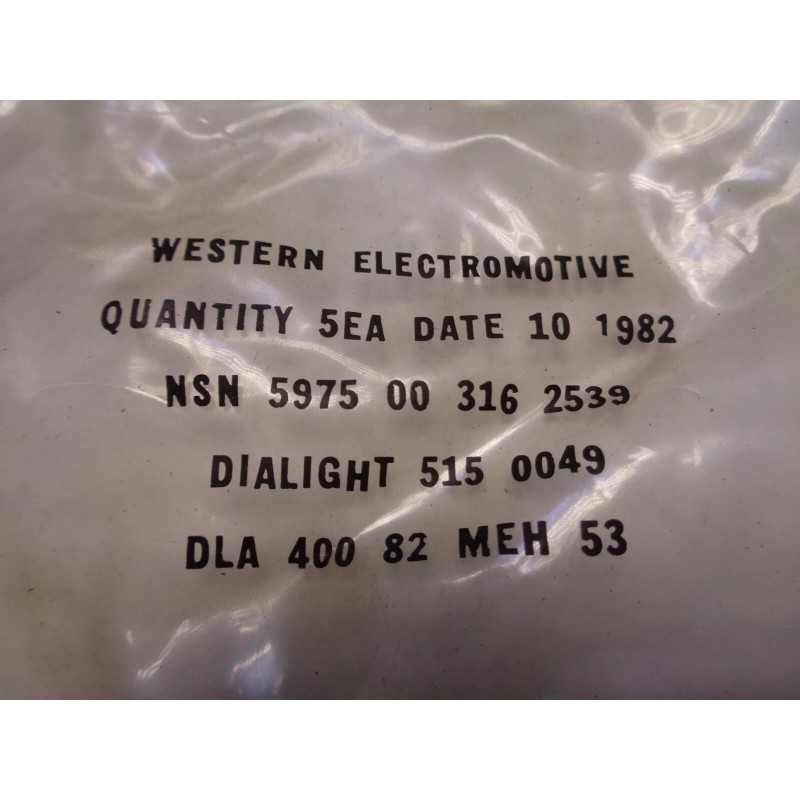 WESTERN ELECTROMOTIVE
QUANTITY 5EA DATE 10 1982
NSN 5975 00 316 2539
DIALIGHT 515 0049
DLA 400 82 MEH 53